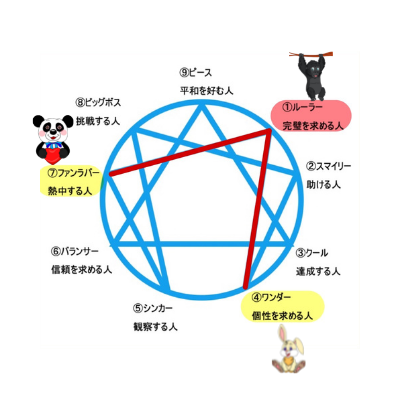 ⑨ピース
平和を好む人
①ルーラー
完璧を求める人
⑧ビッグボス
挑戦する人
②スマイリー
助ける人
⑦ファンラバー
熱中する人
⑥バランサー
信頼を求める人
③クール
達成する人
④ワンダー
個性を求める人
⑤シンカー
観察する人